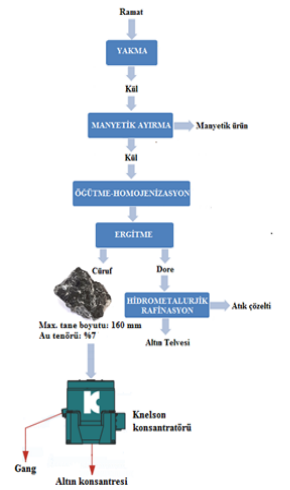 Ramat
YAKMA
Kül
MANYETİK AYIRMA
Manyetik ürün
Kül
ÖĞÜTME-HOMOJENİZASYON
ERGİTME
Cüruf
Dore
HİDROMETALURJİK
RAFİNASYON
Atık çözelti
Altın Telvesi
Max. tane boyutu: 160 mm
Au tenörü: %7
K
Knelson
konsantratörü
Gang
Altın konsantresi